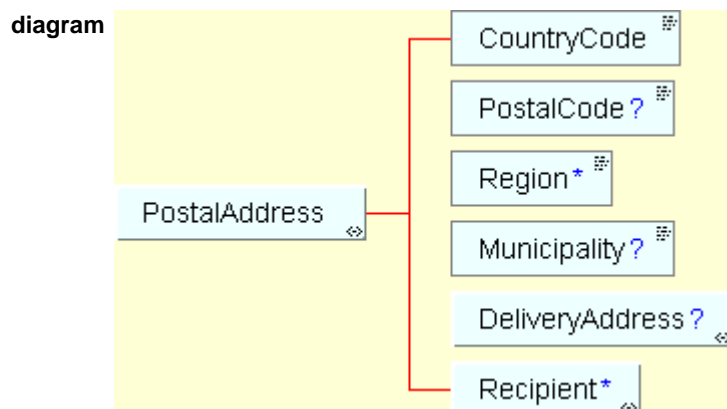 diagram
CountryCode
PostalCode?
Region*
PostalAddress
Municipality?
DeliveryAddress?
Recipient*